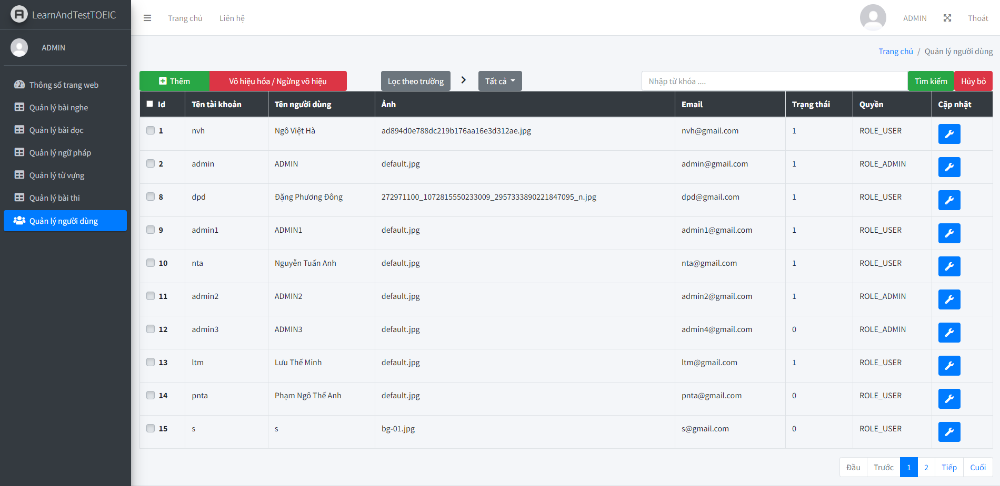 LearnAndTestTOEIC
Trang chủ Liên hệ ADMIN Thoát
ADMIN
Trang chủ / Quản lý người dùng
Thông số trang web
Quản lý bài nghe
Quản lý bài đọc
Quản lý ngữ pháp
Quản lý từ vựng
Quản lý bài thi
Quản lý người dùng
Thêm Vô hiệu hóa / Ngừng vô hiệu Lọc theo trường Tất cả Nhập từ khóa .... Tìm kiếm Hủy bỏ
Id Tên tài khoản Tên người dùng Ảnh Email Trạng thái Quyền Cập nhật
1 nvh Ngô Việt Hà ad894d0e788dc219b176aa16e3d312ae.jpg nvh@gmail.com 1 ROLE_USER
2 admin ADMIN default.jpg admin@gmail.com 1 ROLE_ADMIN
8 dpd Đặng Phương Đông 272971100_1072815550233009_2957333890221847095_n.jpg dpd@gmail.com 1 ROLE_USER
9 admin1 ADMIN1 default.jpg admin1@gmail.com 1 ROLE_USER
10 nta Nguyễn Tuấn Anh default.jpg nta@gmail.com 1 ROLE_USER
11 admin2 ADMIN2 default.jpg admin2@gmail.com 1 ROLE_ADMIN
12 admin3 ADMIN3 default.jpg admin4@gmail.com 0 ROLE_ADMIN
13 ltm Lưu Thế Minh default.jpg ltm@gmail.com 1 ROLE_USER
14 pnta Phạm Ngô Thế Anh default.jpg pnta@gmail.com 0 ROLE_USER
15 s s bg-01.jpg s@gmail.com 0 ROLE_USER
Đầu Trước 1 2 Tiếp Cuối